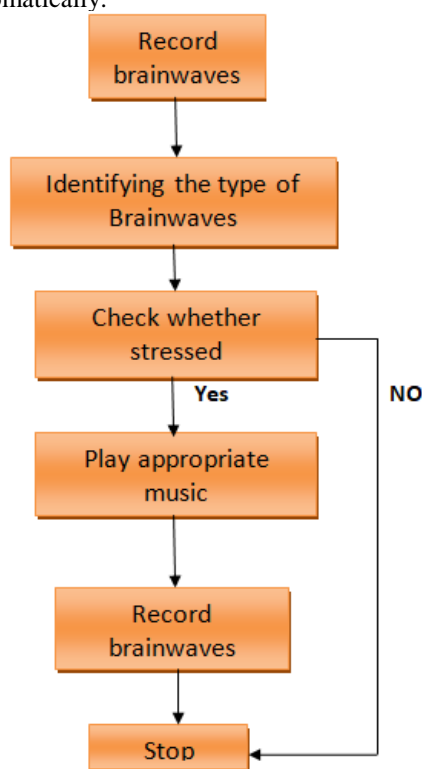 Record
brainwaves
Identifying the type of
Brainwaves
Check whether
stressed
Yes
NO
Play appropriate
music
Record
brainwaves
Stop